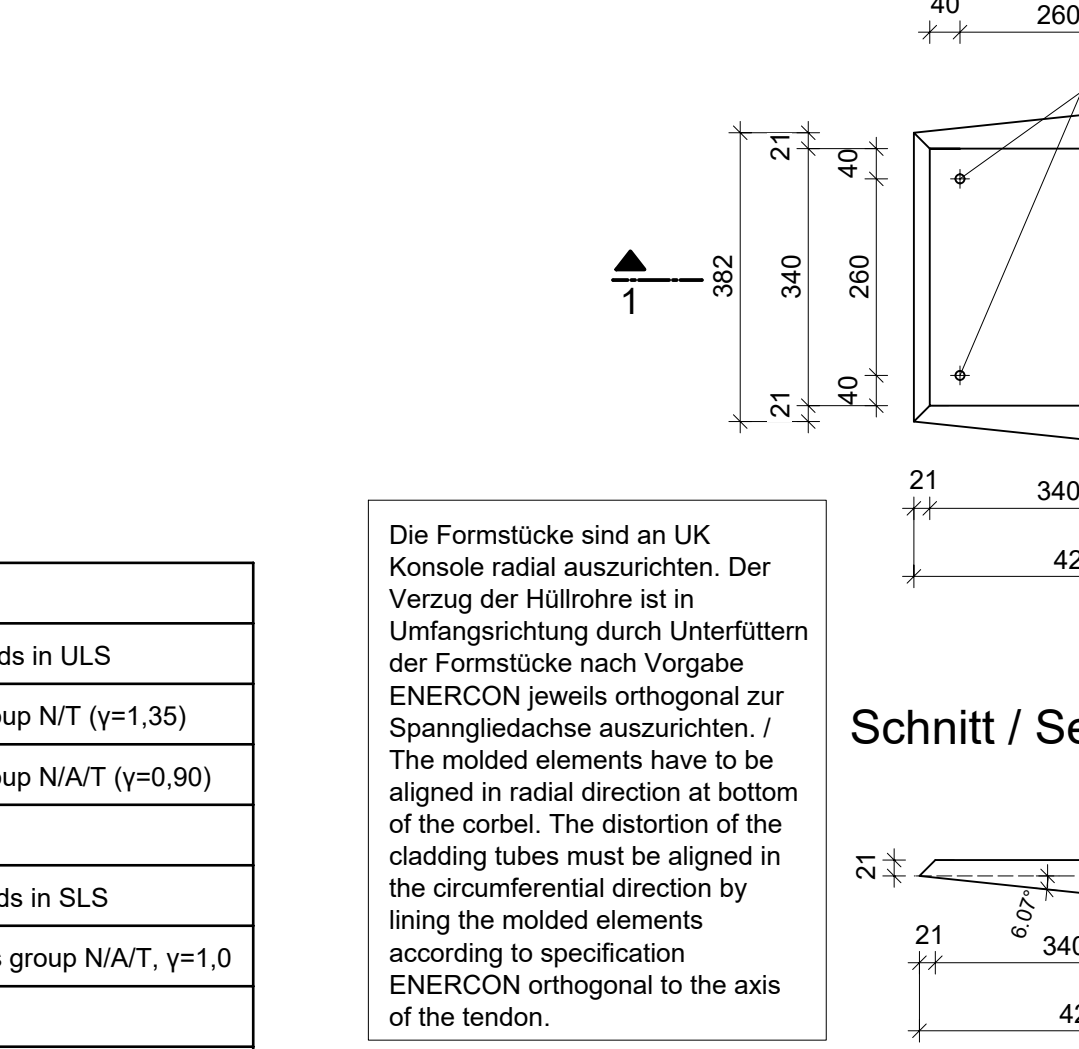 40
260
21
40
382
340
260
1
21
40
21
340
42
ds in ULS
oup N/T (γ=1,35)
oup N/A/T (γ=0,90)
ds in SLS
s group N/A/T, γ=1,0
Die Formstücke sind an UK
Konsole radial auszurichten. Der
Verzug der Hüllrohre ist in
Umfangsrichtung durch Unterfüttern
der Formstücke nach Vorgabe
ENERCON jeweils orthogonal zur
Spanngliedachse auszurichten. /
The molded elements have to be
aligned in radial direction at bottom
of the corbel. The distortion of the
cladding tubes must be aligned in
the circumferential direction by
lining the molded elements
according to specification
ENERCON orthogonal to the axis
of the tendon.
Schnitt / Se
21
6.07°
21
340
42